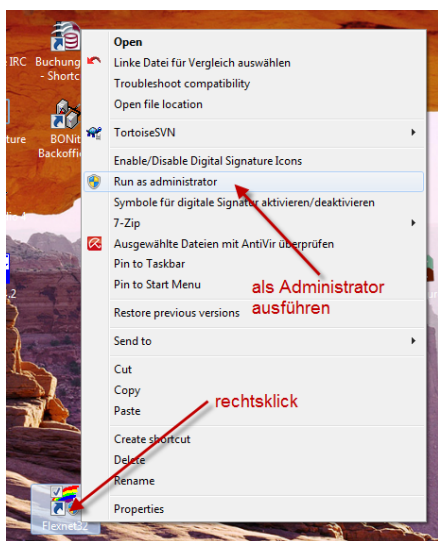 Open
IRC
Buchung
- Shortc
Linke Datei für Vergleich auswählen
Troubleshoot compatibility
Open file location
ture
BONit
Backoffi
TortoiseSVN
Enable/Disable Digital Signature Icons
Run as administrator
Symbole für digitale Signatur aktivieren/deaktivieren
7-Zip
Ausgewählte Dateien mit AntiVir überprüfen
Pin to Taskbar
Pin to Start Menu
als Administrator
ausführen
Restore previous versions
Send to
Cut
Copy
rechtsklick
Paste
Create shortcut
Delete
Rename
Flexnet32
Properties